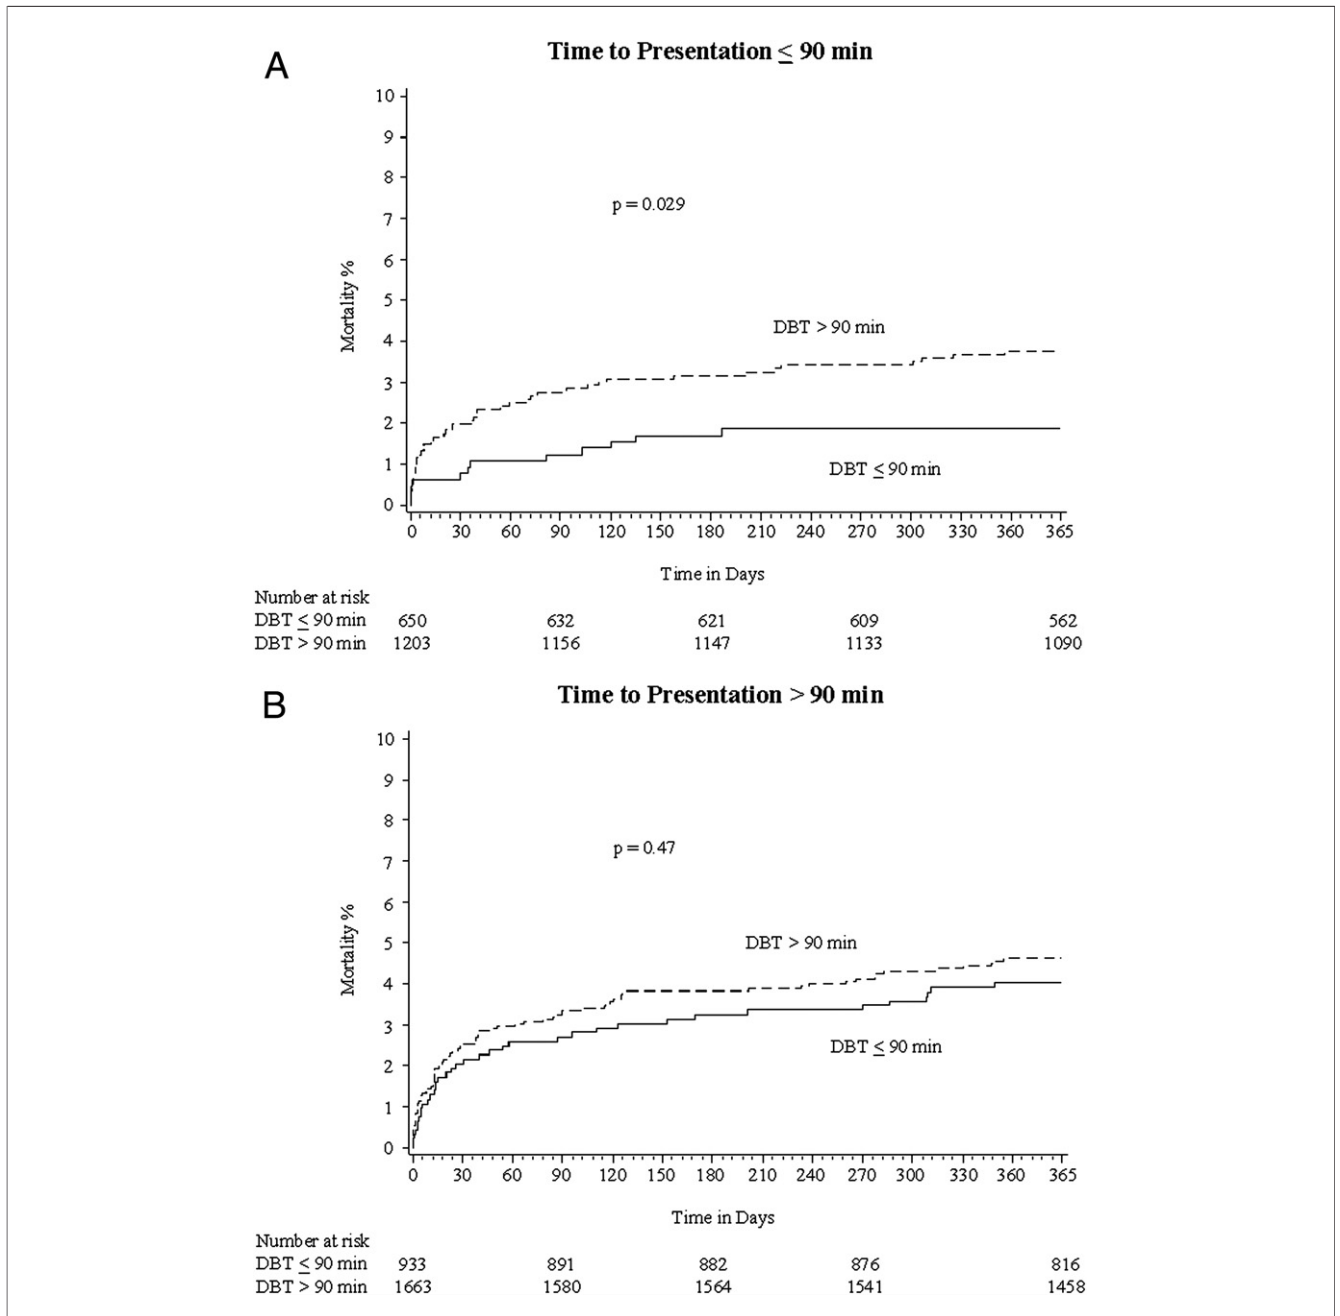 A
Time to Presentation ≤ 90 min
10
9
8
7
6
5
4
3
2
1
0
Mortality %
p = 0.029
DBT > 90 min
DBT ≤ 90 min
0 30 60 90 120 150 180 210 240 270 300 330 360 365
Time in Days
Number at risk
DBT ≤ 90 min 650 632 621 609 562
DBT > 90 min 1203 1156 1147 1133 1090
B
Time to Presentation > 90 min
10
9
8
7
6
5
4
3
2
1
0
Mortality %
p = 0.47
DBT > 90 min
DBT ≤ 90 min
0 30 60 90 120 150 180 210 240 270 300 330 360 365
Time in Days
Number at risk
DBT ≤ 90 min 933 891 882 876 816
DBT > 90 min 1663 1580 1564 1541 1458